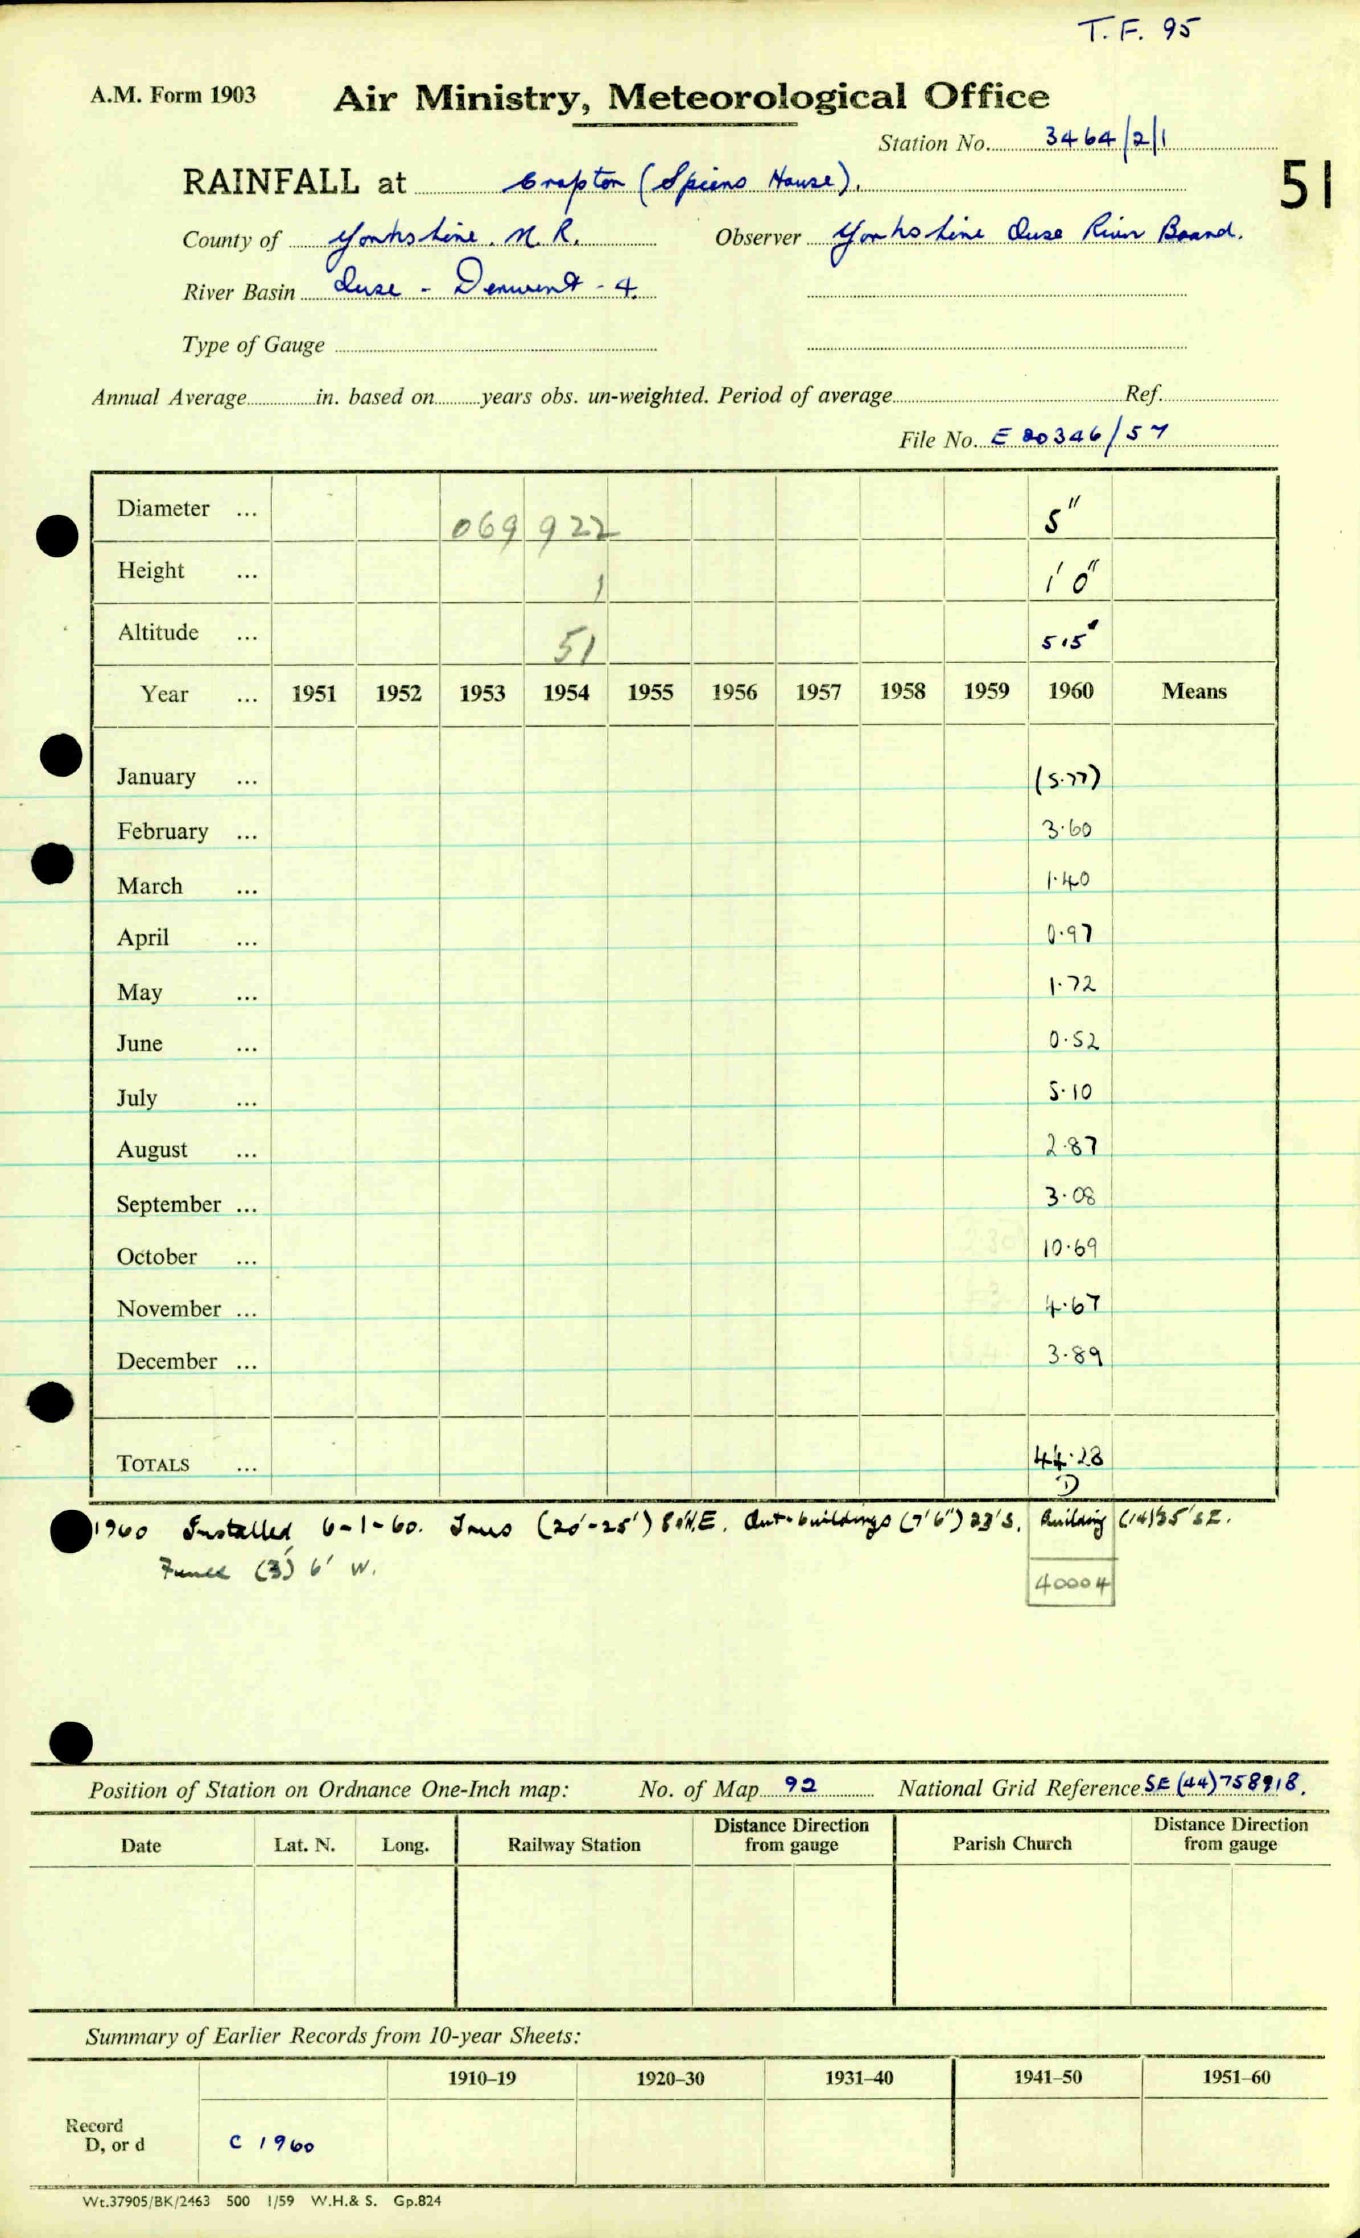 T. F. 95
A.M. Form 1903 Air Ministry, Meteorological Office
Station No. 3464/2/1
51
RAINFALL at Cropton (Spiers House).
County of Yorkshire. N. R. Observer Yorkshire Ouse River Board.
River Basin Ouse - Derwent - 4.
Type of Gauge
Annual Average in. based on years obs. un-weighted. Period of average Ref.
File No. E 20346/57
Diameter ... 069 922 5"
Height ... 1 1' 0"
Altitude ... 51 515'
Year ... 1951 1952 1953 1954 1955 1956 1957 1958 1959 1960 Means
January ... (5.77)
February ... 3.60
March ... 1.40
April ... 0.97
May ... 1.72
June ... 0.52
July ... 5.10
August ... 2.87
September ... 3.08
October ... 10.69
November ... 4.67
December ... 3.89
TOTALS ... 44.28
D
1960 Installed 6-1-60. Trees (20'-25') N.E. Out-buildings (7'6") 23'S. Building (14') 35' S.E.
Fence (3') 6' W.
40004
Position of Station on Ordnance One-Inch map: No. of Map 92 National Grid Reference SE (44) 758918.
Date Lat. N. Long. Railway Station Distance Direction from gauge Parish Church Distance Direction from gauge
Summary of Earlier Records from 10-year Sheets:
1910–19 1920–30 1931–40 1941–50 1951–60
Record
D, or d C 1960
Wt.37905/BK/2463 500 1/59 W.H.& S. Gp.824